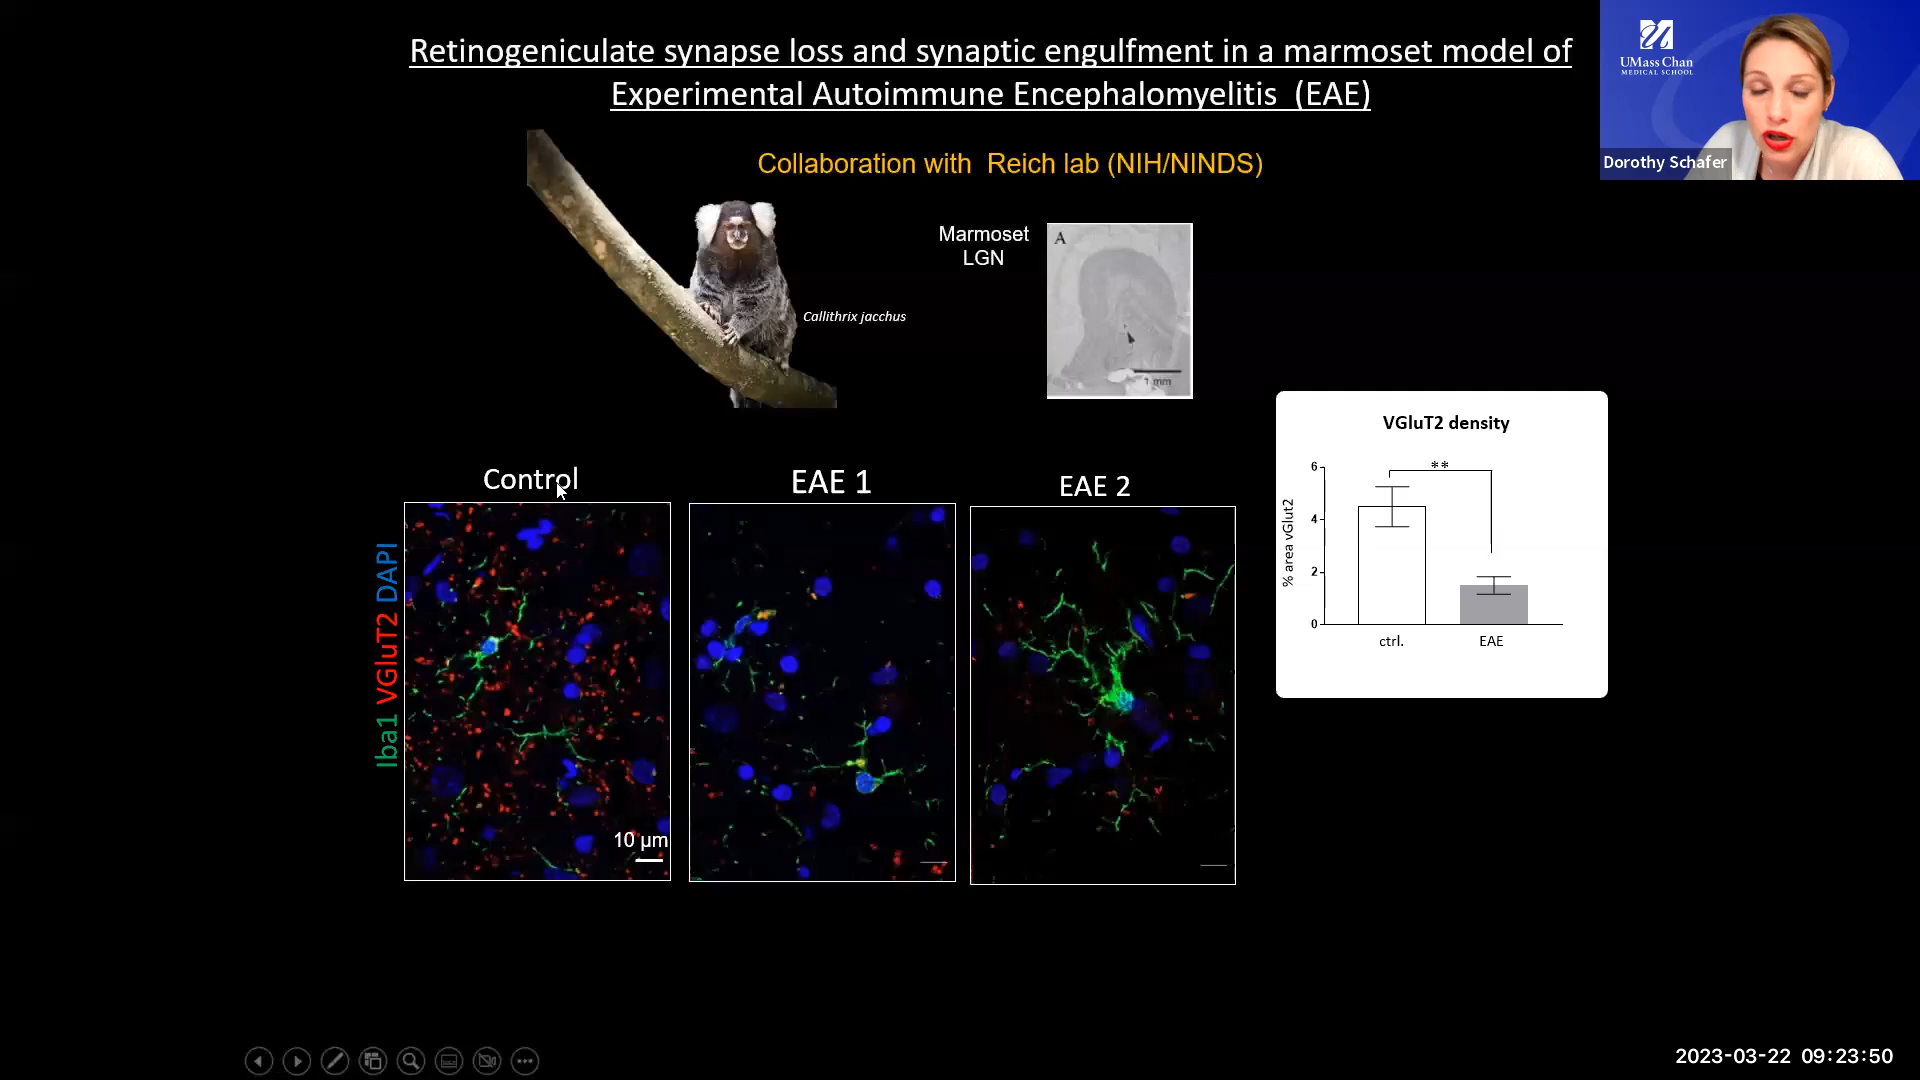 Retinogeniculate synapse loss and synaptic engulfment in a marmoset model of
Experimental Autoimmune Encephalomyelitis (EAE)
UMass Chan
MEDICAL SCHOOL
Dorothy Schafer
Collaboration with Reich lab (NIH/NINDS)
Marmoset
LGN
A
1 mm
Callithrix jacchus
Control
EAE 1
EAE 2
Iba1 VGluT2 DAPI
10 µm
VGluT2 density
**
% area vGlut2
6
4
2
0
ctrl.
EAE
2023-03-22 09:23:50